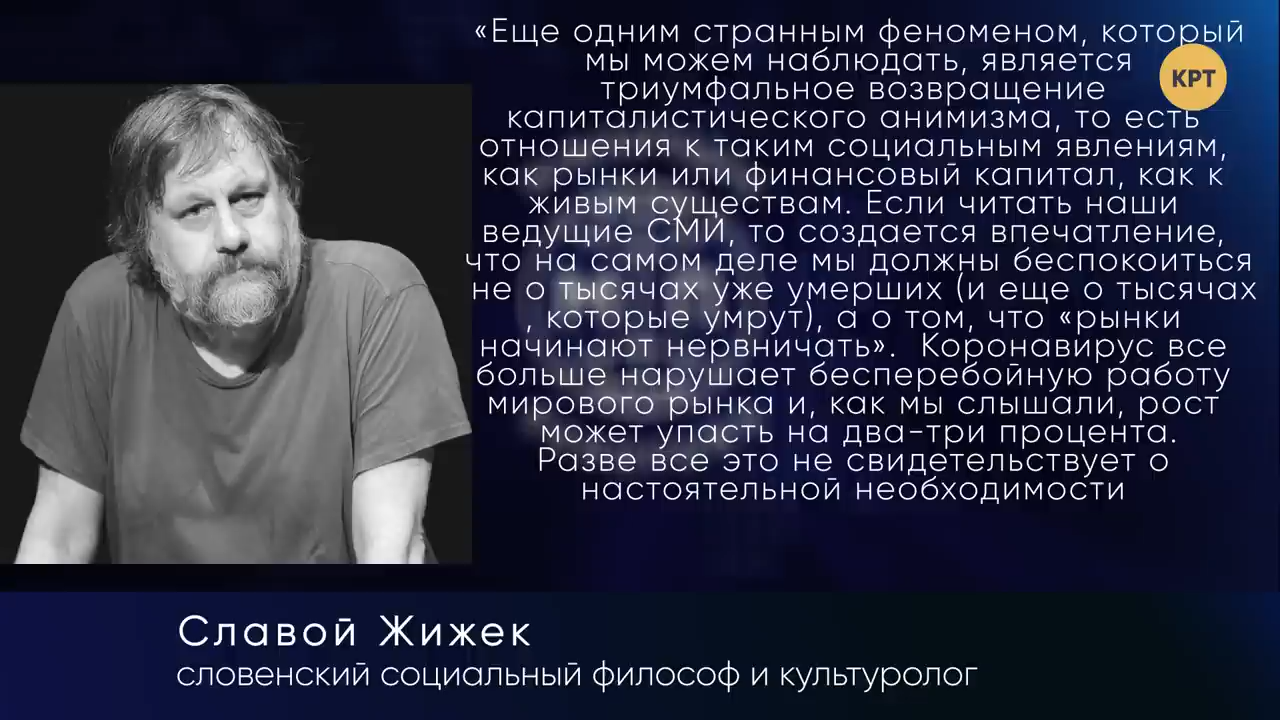 «Еще одним странным феноменом, который
мы можем наблюдать, является
триумфальное возвращение
капиталистического анимизма, то есть
отношения к таким социальным явлениям,
как рынки или финансовый капитал, как к
живым существам. Если читать наши
ведущие СМИ, то создается впечатление,
что на самом деле мы должны беспокоиться
не о тысячах уже умерших (и еще о тысячах
, которые умрут), а о том, что «рынки
начинают нервничать».  Коронавирус все
больше нарушает бесперебойную работу
мирового рынка и, как мы слышали, рост
может упасть на два-три процента.
Разве все это не свидетельствует о
настоятельной необходимости
КРТ
Славой Жижек
словенский социальный философ и культуролог